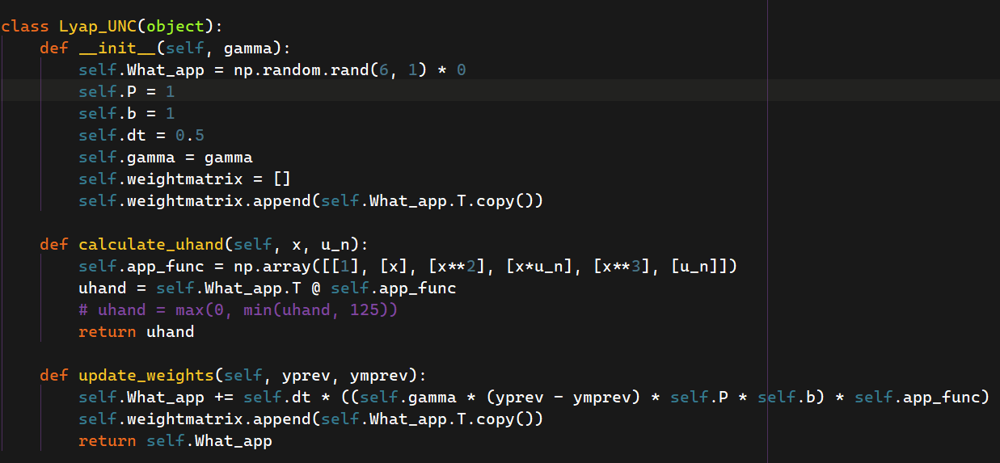 class Lyap_UNC(object):
    def __init__(self, gamma):
        self.What_app = np.random.rand(6, 1) * 0
        self.P = 1
        self.b = 1
        self.dt = 0.5
        self.gamma = gamma
        self.weightmatrix = []
        self.weightmatrix.append(self.What_app.T.copy())

    def calculate_uhand(self, x, u_n):
        self.app_func = np.array([[1], [x], [x**2], [x*u_n], [x**3], [u_n]])
        uhand = self.What_app.T @ self.app_func
        # uhand = max(0, min(uhand, 125))
        return uhand

    def update_weights(self, yprev, ymprev):
        self.What_app += self.dt * ((self.gamma * (yprev - ymprev) * self.P * self.b) * self.app_func)
        self.weightmatrix.append(self.What_app.T.copy())
        return self.What_app